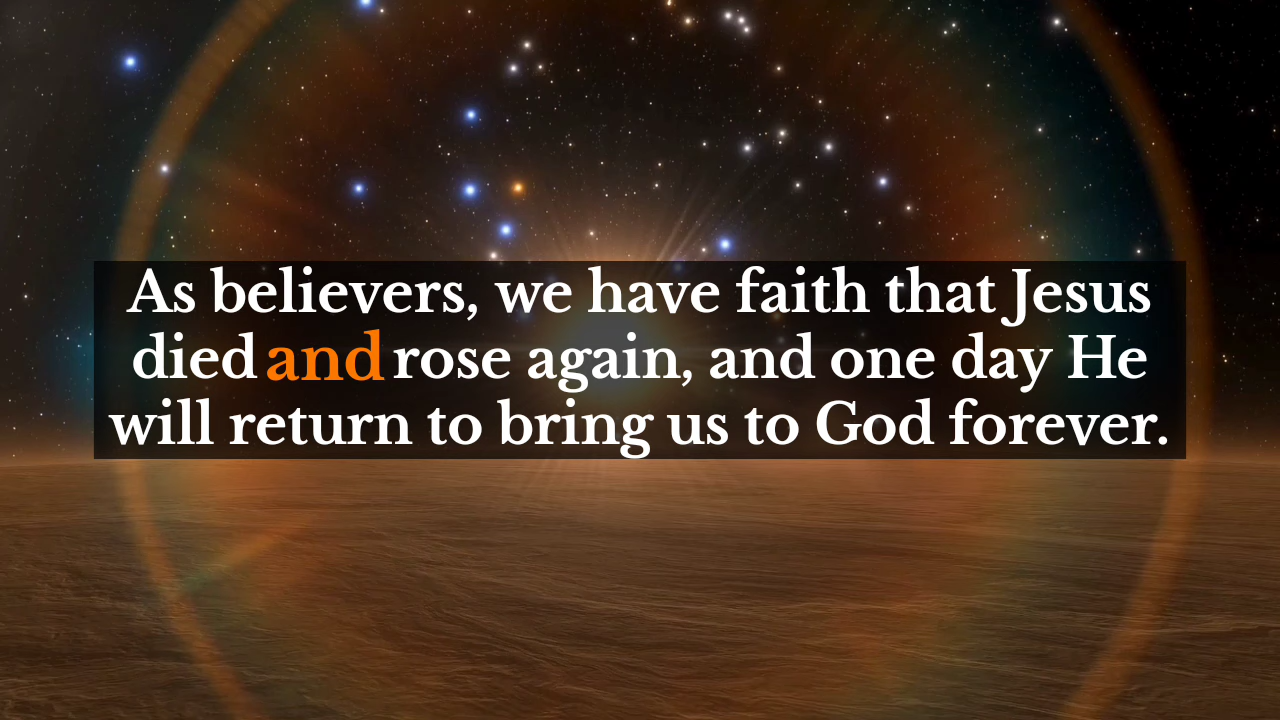 As believers, we have faith that Jesus
died and rose again, and one day He
will return to bring us to God forever.